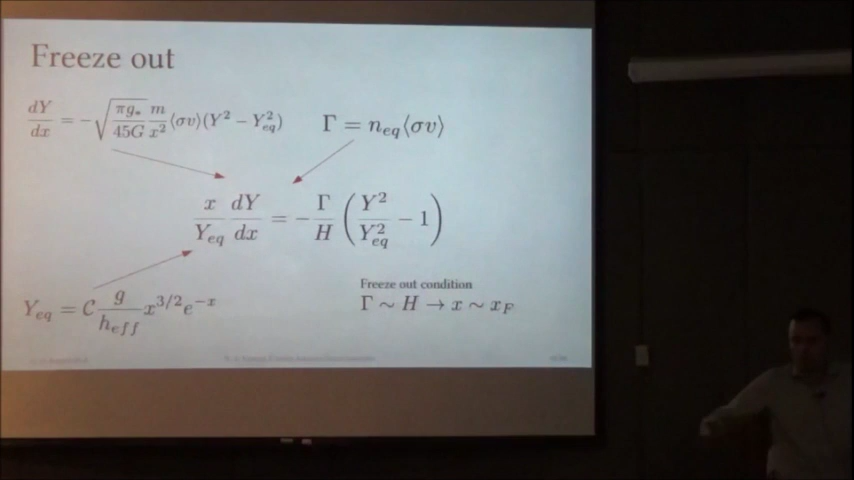 Freeze out
dY/dx = −√(πg*/45G) m/x² ⟨σv⟩(Y² − Y²_eq)
Γ = n_eq⟨σv⟩
x/Y_eq dY/dx = −Γ/H (Y²/Y²_eq − 1)
Y_eq = C g/h_eff x^{3/2}e^{−x}
Freeze out condition
Γ ∼ H → x ∼ x_F